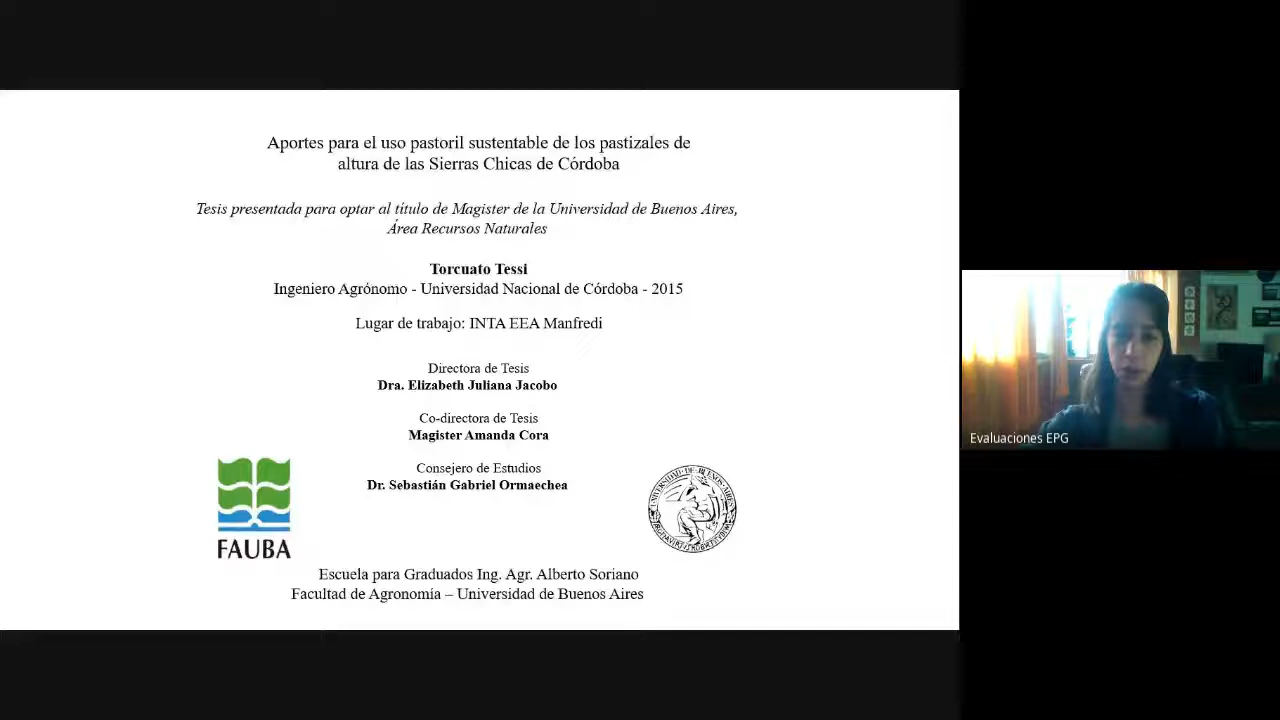 Aportes para el uso pastoril sustentable de los pastizales de
altura de las Sierras Chicas de Córdoba
Tesis presentada para optar al título de Magister de la Universidad de Buenos Aires,
Área Recursos Naturales
Torcuato Tessi
Ingeniero Agrónomo - Universidad Nacional de Córdoba - 2015
Lugar de trabajo: INTA EEA Manfredi
Directora de Tesis
Dra. Elizabeth Juliana Jacobo
Co-directora de Tesis
Magister Amanda Cora
Consejero de Estudios
Dr. Sebastián Gabriel Ormaechea
FAUBA
Escuela para Graduados Ing. Agr. Alberto Soriano
Facultad de Agronomía – Universidad de Buenos Aires
Evaluaciones EPG